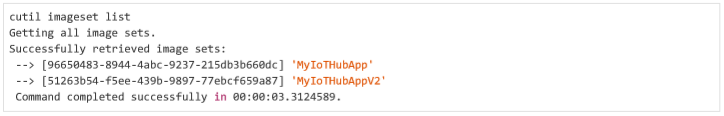 cutil imageset list
Getting all image sets.
Successfully retrieved image sets:
--> [96650483-8944-4abc-9237-215db3b660dc] 'MyIoTHubApp'
--> [51263b54-f5ee-439b-9897-77ebcf659a87] 'MyIoTHubAppV2'
Command completed successfully in 00:00:03.3124589.